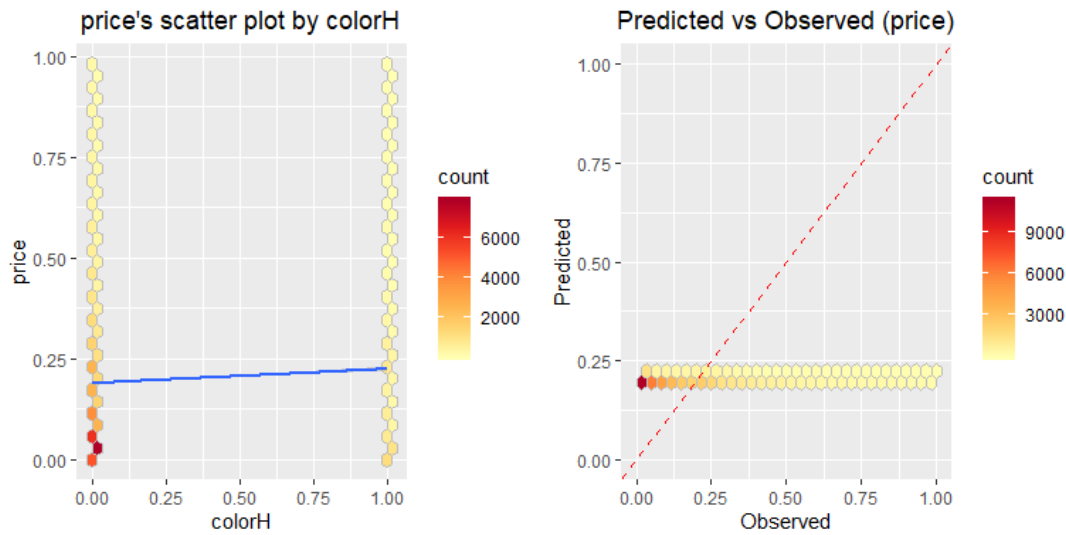 price's scatter plot by colorH
1.00
0.75
0.50
0.25
0.00
price
0.00 0.25 0.50 0.75 1.00
colorH
count
6000
4000
2000
Predicted vs Observed (price)
1.00
0.75
0.50
0.25
0.00
Predicted
0.00 0.25 0.50 0.75 1.00
Observed
count
9000
6000
3000